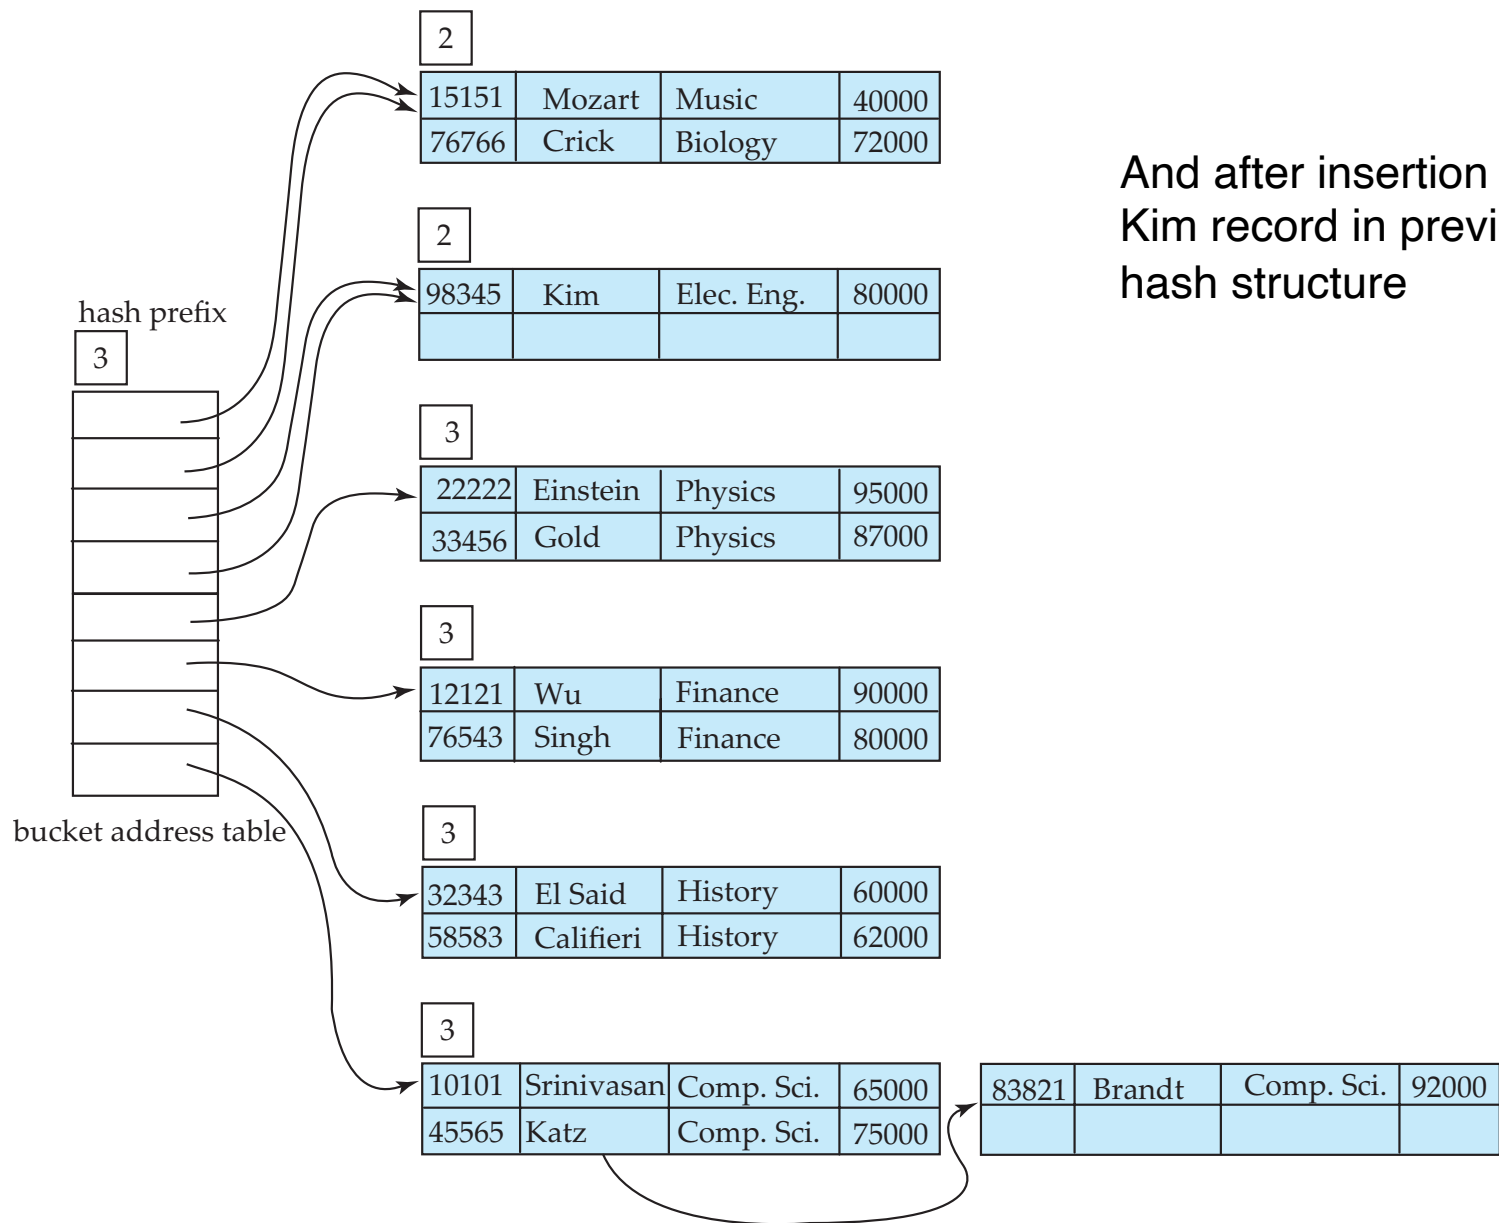 2
15151 Mozart Music 40000
76766 Crick Biology 72000
And after insertion
Kim record in previ
hash structure
2
98345 Kim Elec. Eng. 80000
hash prefix
3
3
22222 Einstein Physics 95000
33456 Gold Physics 87000
3
12121 Wu Finance 90000
76543 Singh Finance 80000
bucket address table
3
32343 El Said History 60000
58583 Califieri History 62000
3
10101 Srinivasan Comp. Sci. 65000
45565 Katz Comp. Sci. 75000
83821 Brandt Comp. Sci. 92000